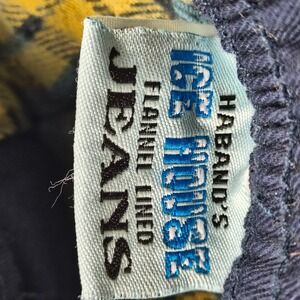 HABAND'S
ICE HOUSE
FLANNEL LINED
JEANS